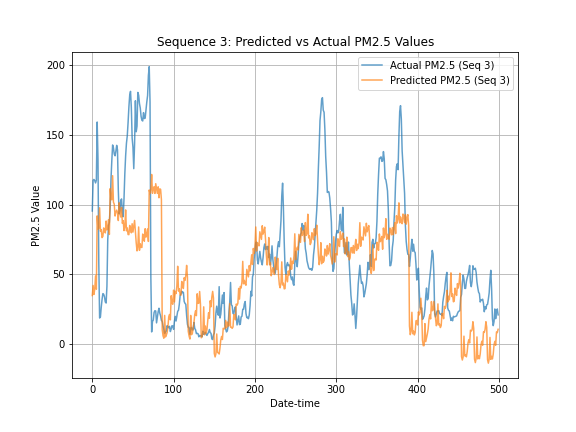 Sequence 3: Predicted vs Actual PM2.5 Values
Actual PM2.5 (Seq 3)
Predicted PM2.5 (Seq 3)
PM2.5 Value
200
150
100
50
0
0 100 200 300 400 500
Date-time